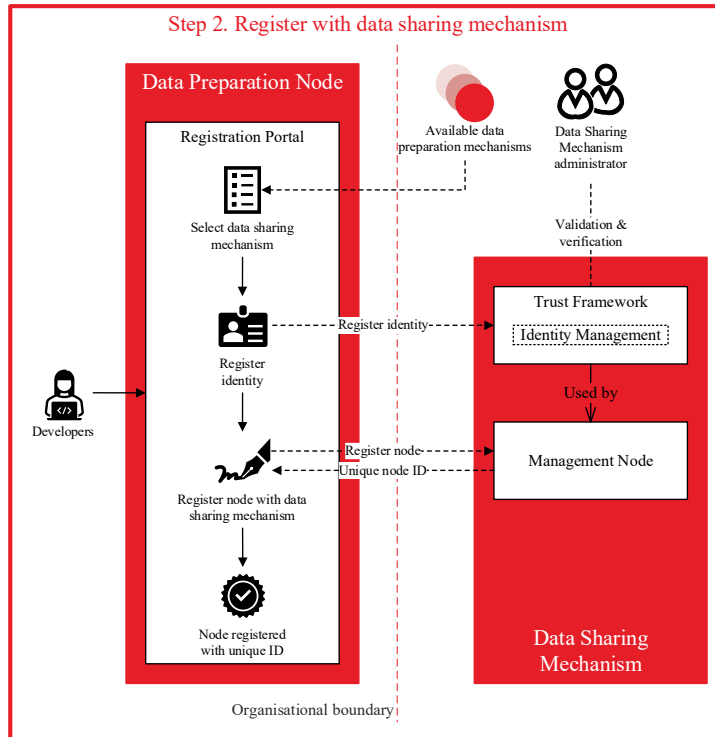 Step 2. Register with data sharing mechanism
Data Preparation Node
Registration Portal
Select data sharing
mechanism
Register
identity
Register node with data
sharing mechanism
Node registered
with unique ID
Developers
Available data
preparation mechanisms
Data Sharing
Mechanism
administrator
Validation &
verification
Register identity
Trust Framework
Identity Management
Used by
Register node
Unique node ID
Management Node
Data Sharing
Mechanism
Organisational boundary